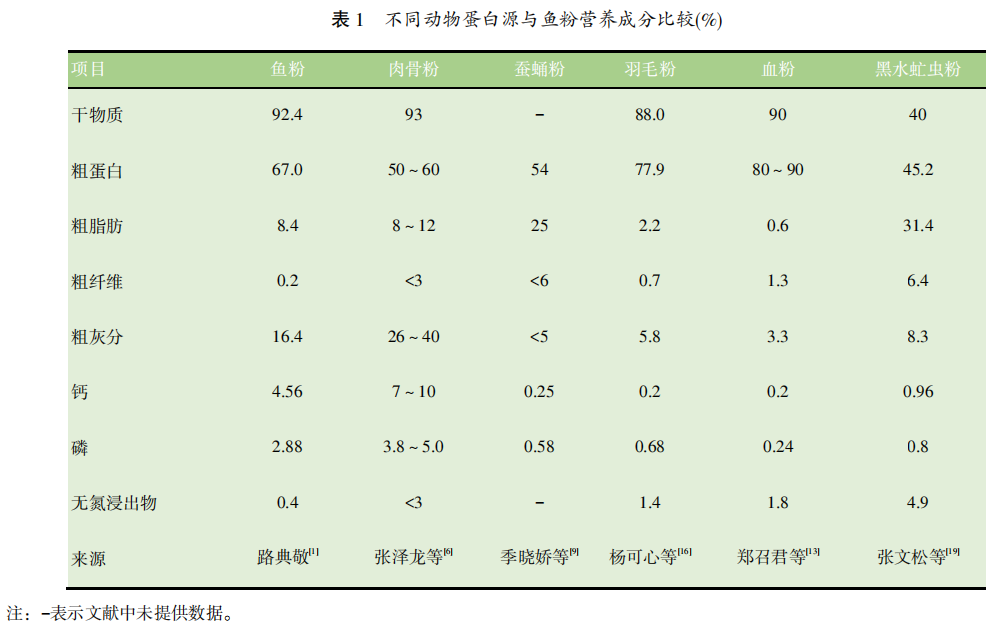 表 1 不同动物蛋白源与鱼粉营养成分比较(%)
项目 鱼粉 肉骨粉 蚕蛹粉 羽毛粉 血粉 黑水虻虫粉
干物质 92.4 93 － 88.0 90 40
粗蛋白 67.0 50～60 54 77.9 80～90 45.2
粗脂肪 8.4 8～12 25 2.2 0.6 31.4
粗纤维 0.2 <3 <6 0.7 1.3 6.4
粗灰分 16.4 26～40 <5 5.8 3.3 8.3
钙 4.56 7～10 0.25 0.2 0.2 0.96
磷 2.88 3.8～5.0 0.58 0.68 0.24 0.8
无氮浸出物 0.4 <3 － 1.4 1.8 4.9
来源 路典敬[1] 张泽龙等[6] 季晓娇等[9] 杨可心等[16] 郑召君等[13] 张文松等[19]
注：－表示文献中未提供数据。